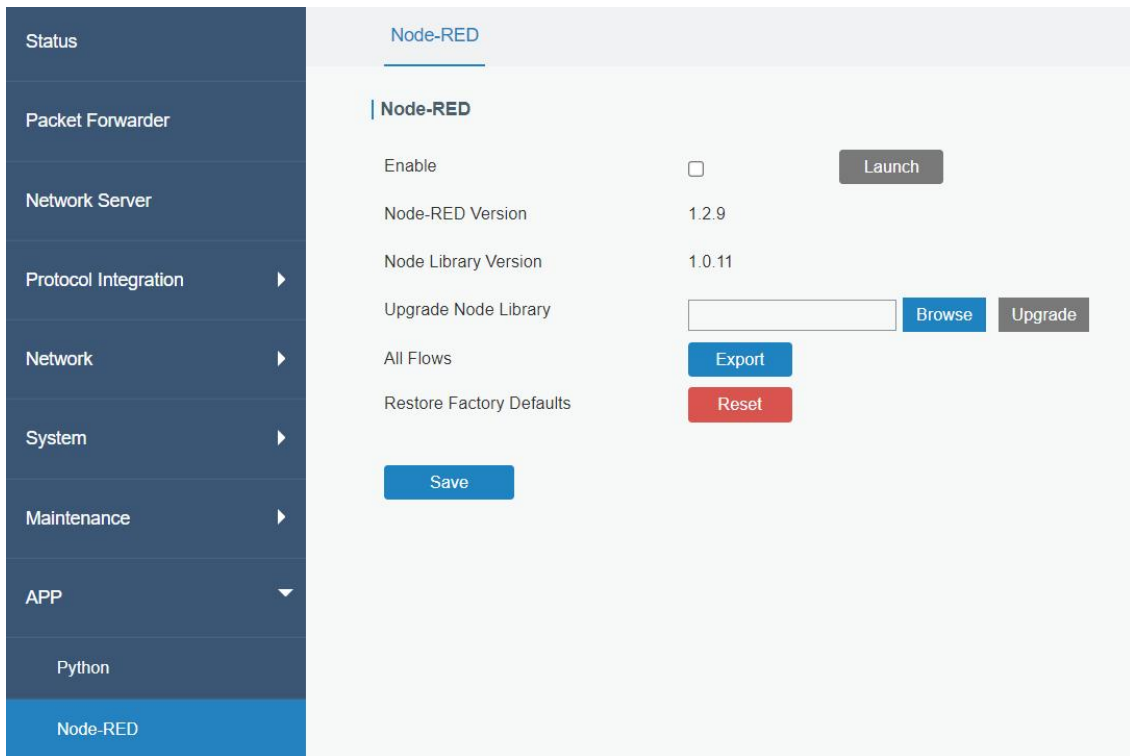 Status
Packet Forwarder
Network Server
Protocol Integration
Network
System
Maintenance
APP
Python
Node-RED
Node-RED
Node-RED
Enable Launch
Node-RED Version 1.2.9
Node Library Version 1.0.11
Upgrade Node Library Browse Upgrade
All Flows Export
Restore Factory Defaults Reset
Save